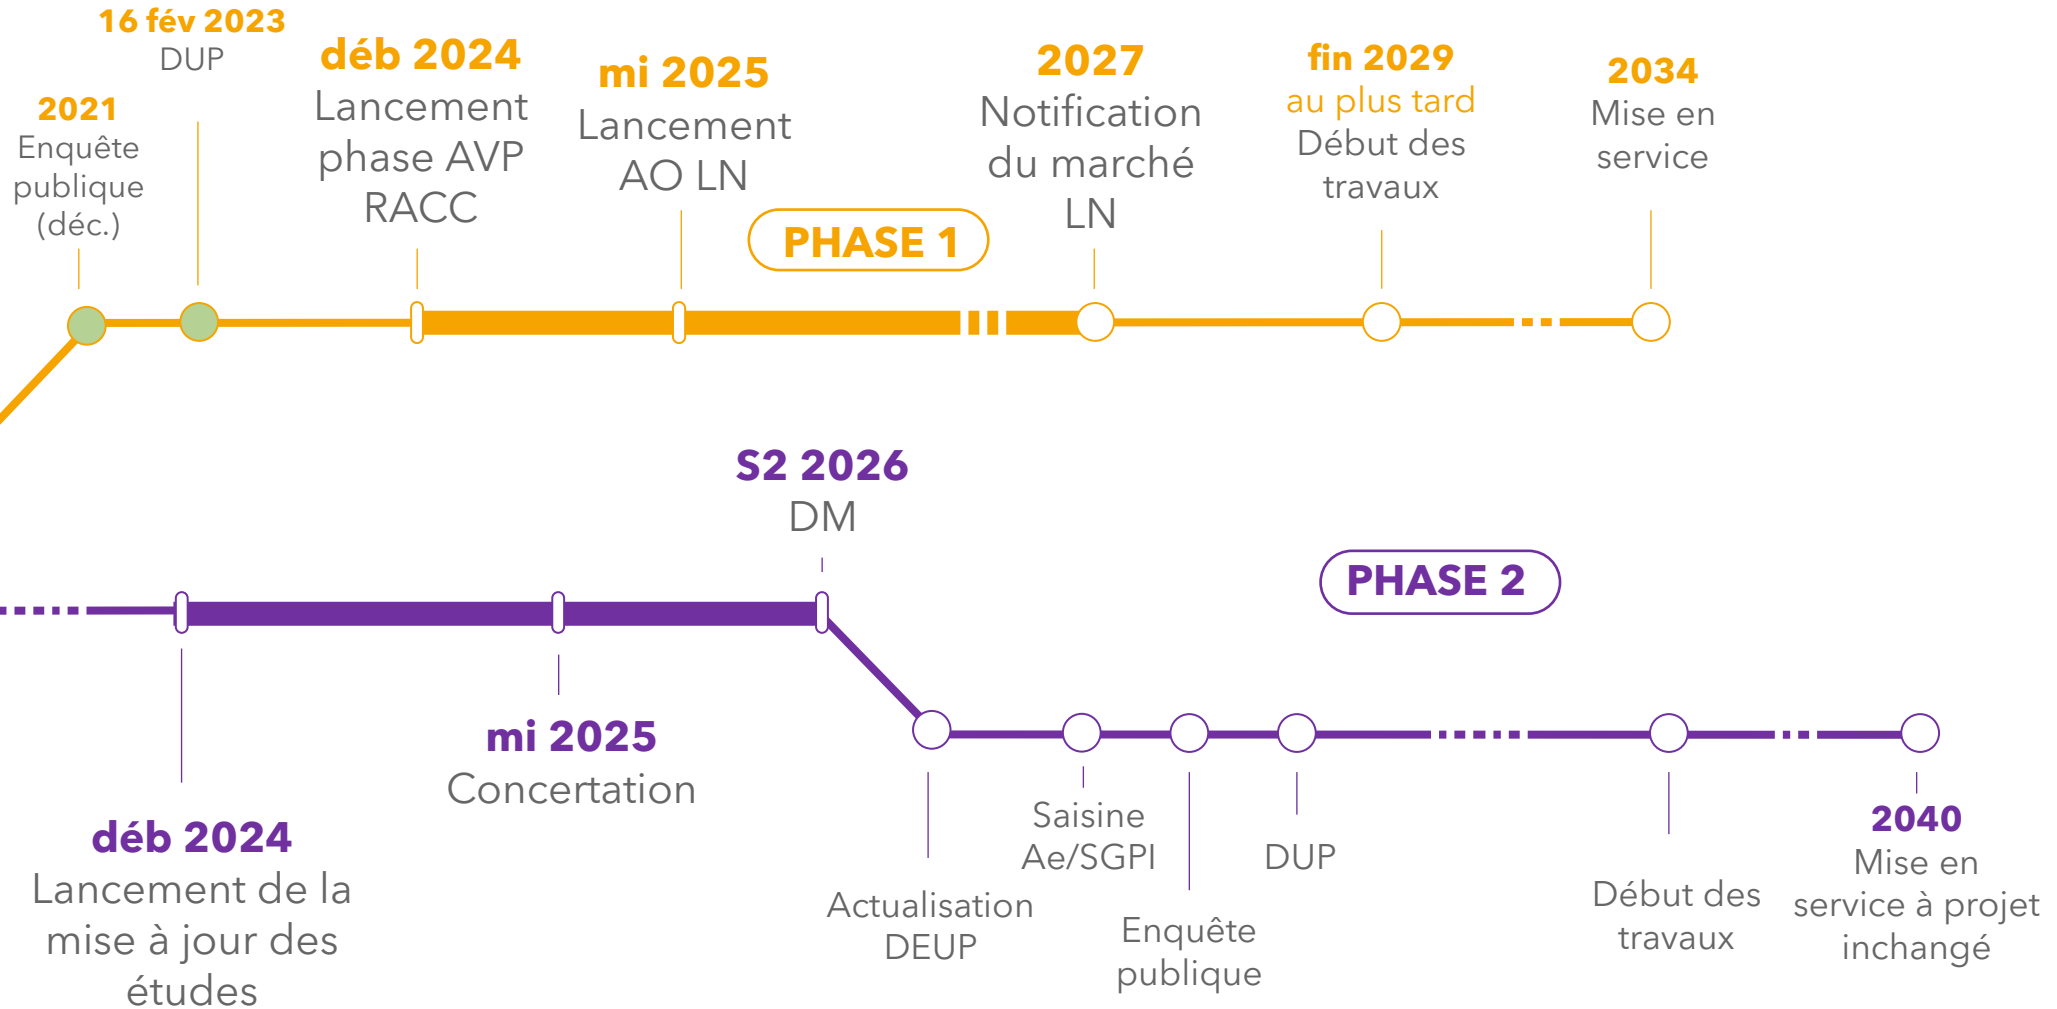 16 fév 2023
DUP
2021
Enquête
publique
(déc.)
déb 2024
Lancement
phase AVP
RACC
mi 2025
Lancement
AO LN
PHASE 1
2027
Notification
du marché
LN
fin 2029
au plus tard
Début des
travaux
2034
Mise en
service
S2 2026
DM
PHASE 2
déb 2024
Lancement de la
mise à jour des
études
mi 2025
Concertation
Actualisation
DEUP
Saisine
Ae/SGPI
Enquête
publique
DUP
Début des
travaux
2040
Mise en
service à projet
inchangé